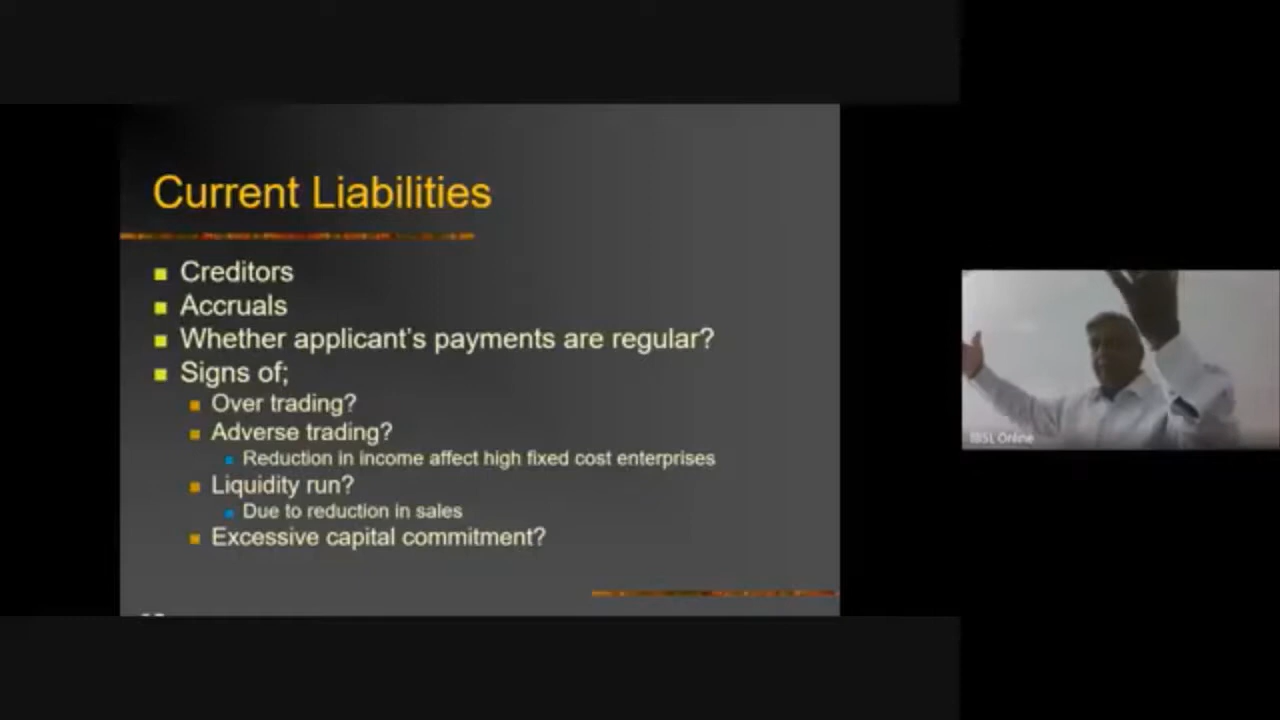 Current Liabilities
Creditors
Accruals
Whether applicant's payments are regular?
Signs of;
Over trading?
Adverse trading?
Reduction in income affect high fixed cost enterprises
Liquidity run?
Due to reduction in sales
Excessive capital commitment?
IBSL Online